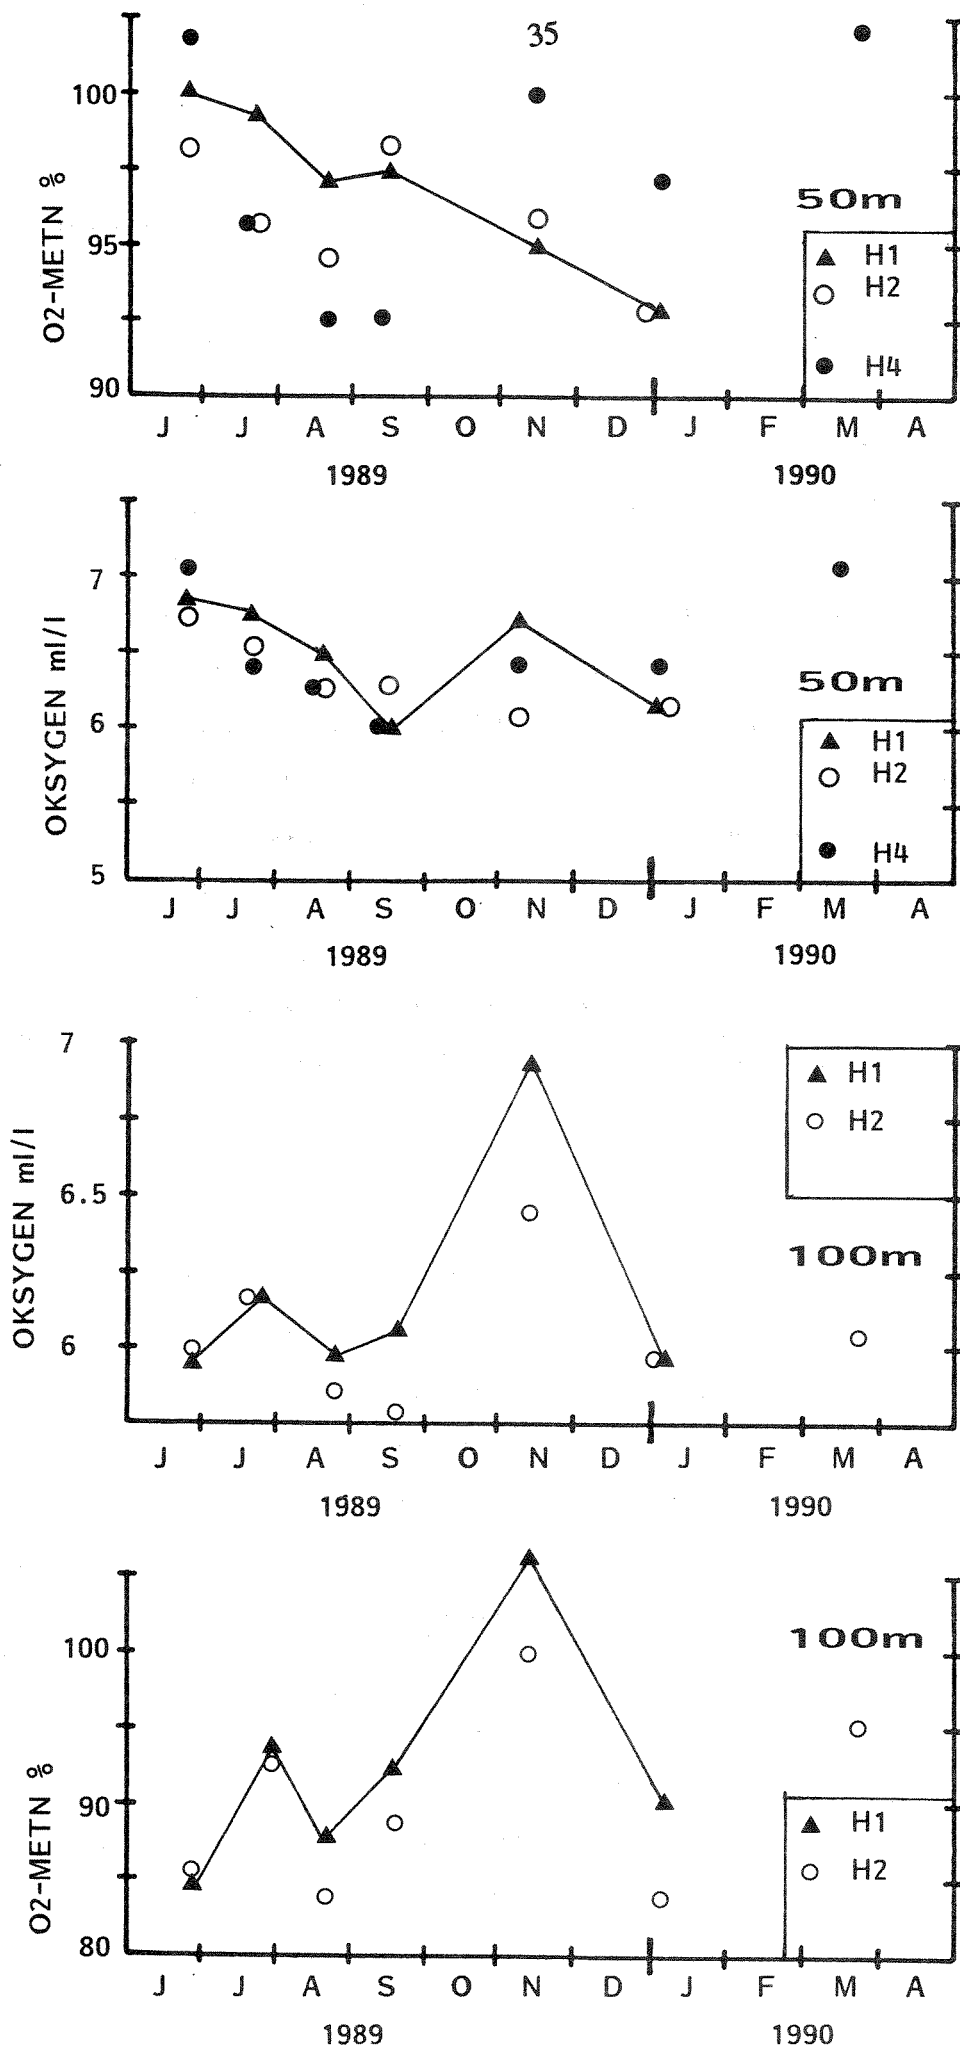 35
100
95
90
O2-METN %
50m
H1
H2
H4
J J A S O N D J F M A
1989 1990
7
6
5
OKSYGEN ml/l
50m
H1
H2
H4
J J A S O N D J F M A
1989 1990
7
6.5
6
OKSYGEN ml/l
H1
H2
100m
J J A S O N D J F M A
1989 1990
100
90
80
O2-METN %
100m
H1
H2
J J A S O N D J F M A
1989 1990